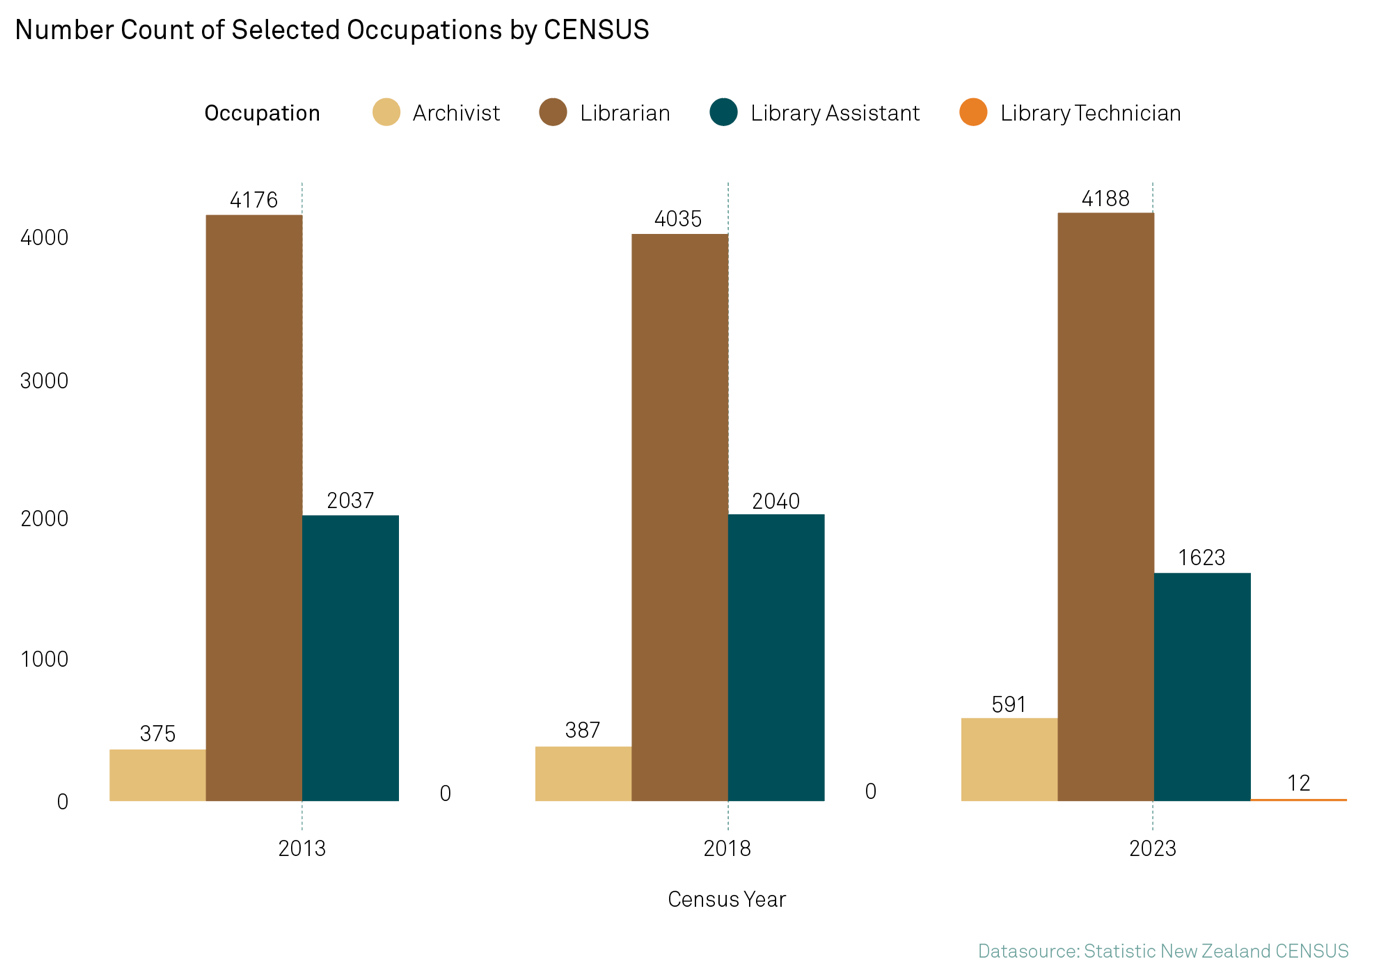 Number Count of Selected Occupations by CENSUS
Occupation Archivist Librarian Library Assistant Library Technician
4176 4035 4188
4000
3000
2037 2040
2000
1623
1000
375 387 591
0 0 0 12
2013 2018 2023
Census Year
Datasource: Statistic New Zealand CENSUS